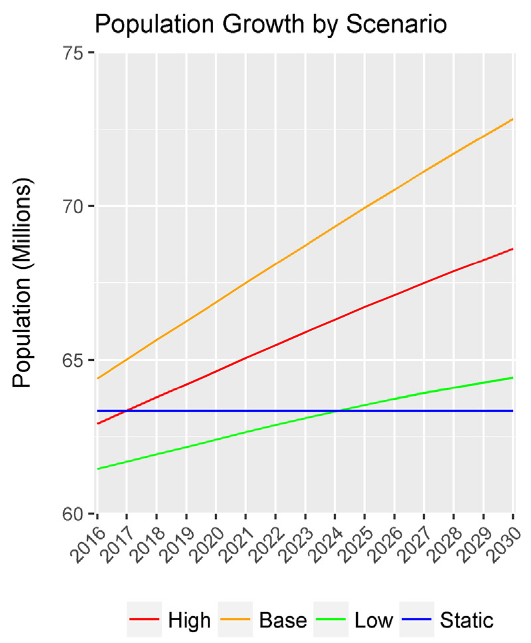 Population Growth by Scenario
Population (Millions)
75
70
65
60
2016 2017 2018 2019 2020 2021 2022 2023 2024 2025 2026 2027 2028 2029 2030
High Base Low Static